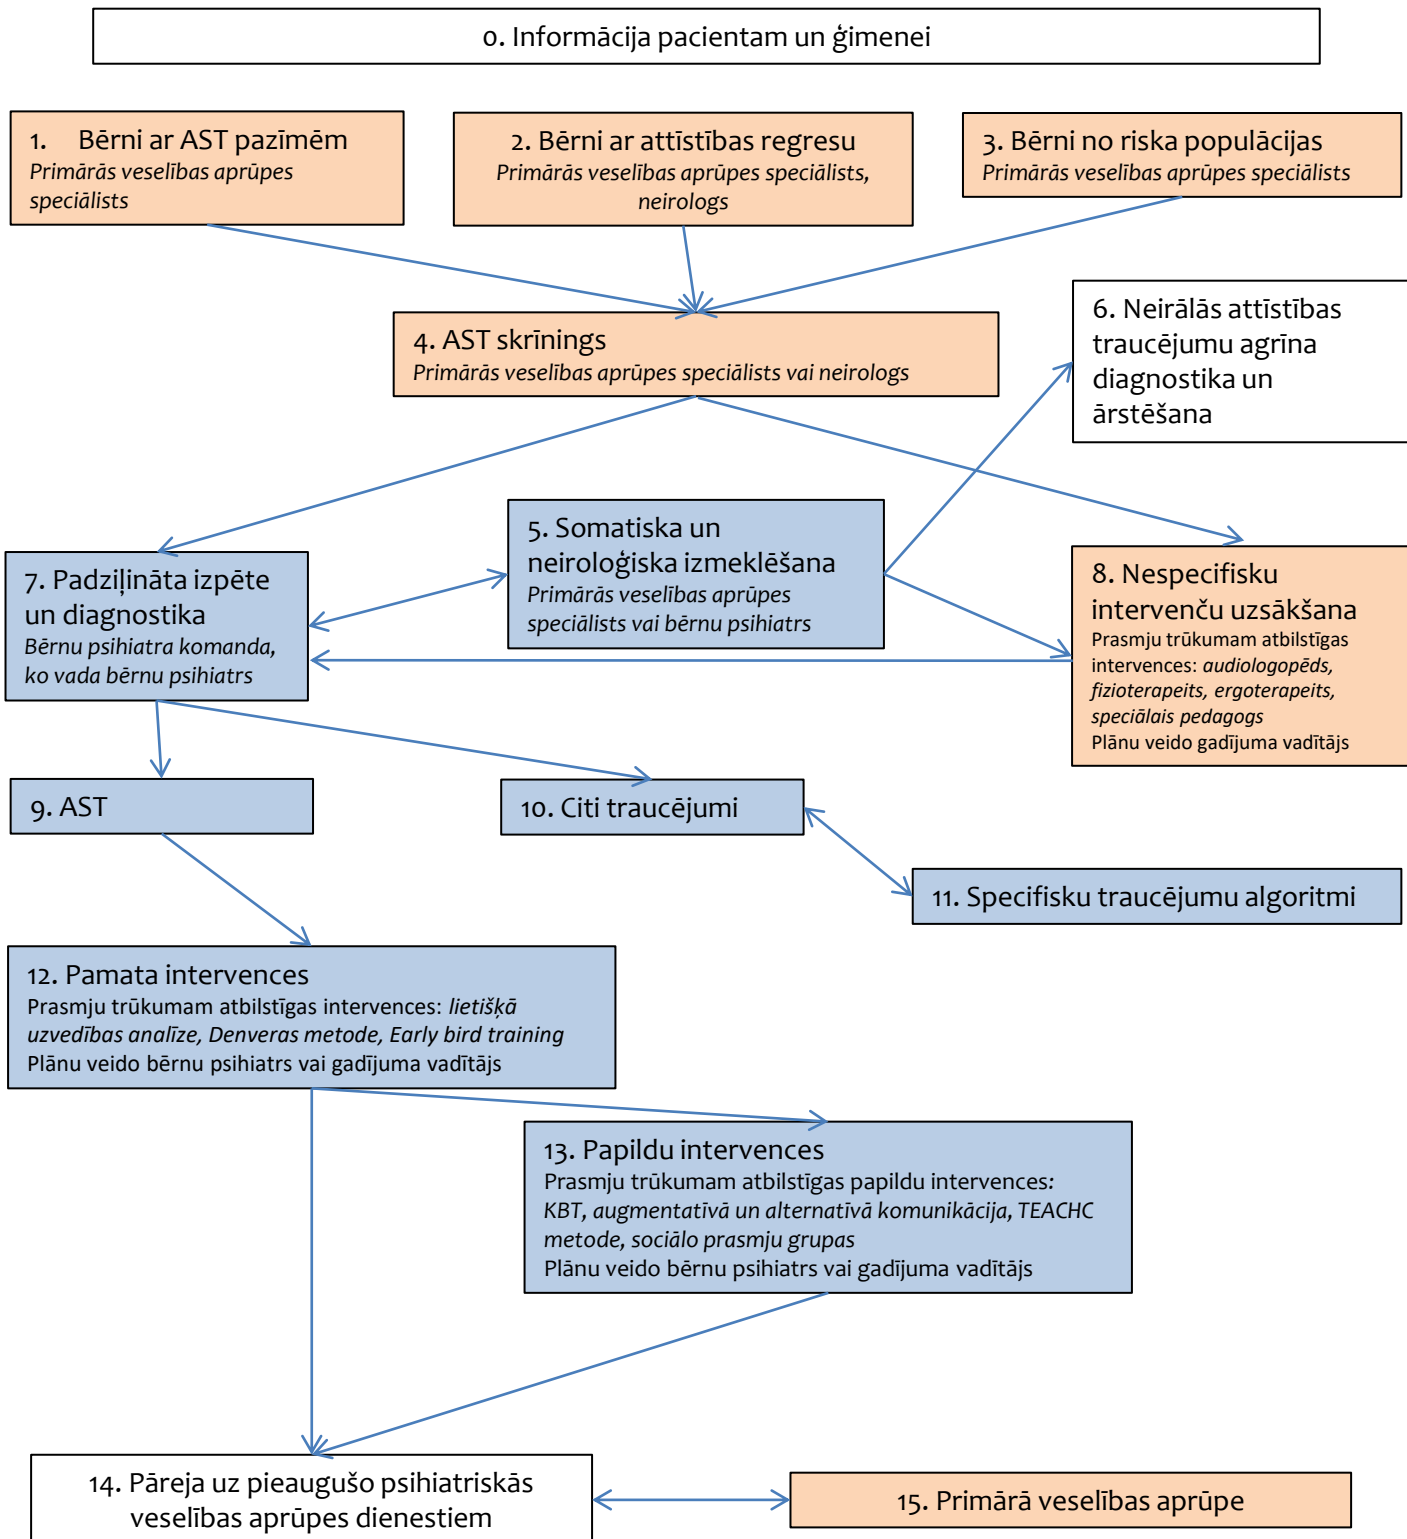 0. Informācija pacientam un ģimenei
1. Bērni ar AST pazīmēm
Primārās veselības aprūpes
speciālists
2. Bērni ar attīstības regresu
Primārās veselības aprūpes speciālists,
neirologs
3. Bērni no riska populācijas
Primārās veselības aprūpes speciālists
4. AST skrīnings
Primārās veselības aprūpes speciālists vai neirologs
6. Neirālās attīstības
traucējumu agrīna
diagnostika un
ārstēšana
5. Somatiska un
neiroloģiska izmeklēšana
Primārās veselības aprūpes
speciālists vai bērnu psihiatrs
7. Padziļināta izpēte
un diagnostika
Bērnu psihiatra komanda,
ko vada bērnu psihiatrs
8. Nespecifisku
intervenču uzsākšana
Prasmju trūkumam atbilstīgas
intervences: audiologopēds,
fizioterapeits, ergoterapeits,
speciālais pedagogs
Plānu veido gadījuma vadītājs
9. AST
10. Citi traucējumi
11. Specifisku traucējumu algoritmi
12. Pamata intervences
Prasmju trūkumam atbilstīgas intervences: lietišķā
uzvedības analīze, Denveras metode, Early bird training
Plānu veido bērnu psihiatrs vai gadījuma vadītājs
13. Papildu intervences
Prasmju trūkumam atbilstīgas papildu intervences:
KBT, augmentatīvā un alternatīvā komunikācija, TEACHC
metode, sociālo prasmju grupas
Plānu veido bērnu psihiatrs vai gadījuma vadītājs
14. Pāreja uz pieaugušo psihiatriskās
veselības aprūpes dienestiem
15. Primārā veselības aprūpe